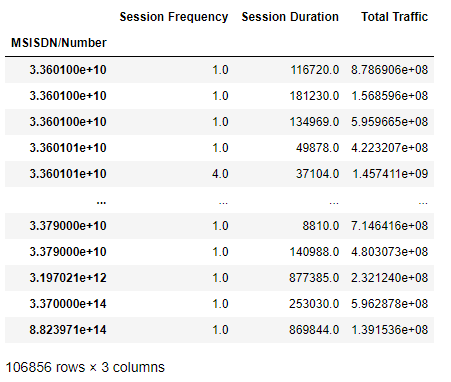 Session Frequency Session Duration Total Traffic
MSISDN/Number
3.360100e+10 1.0 116720.0 8.786906e+08
3.360100e+10 1.0 181230.0 1.568596e+08
3.360100e+10 1.0 134969.0 5.959665e+08
3.360101e+10 1.0 49878.0 4.223207e+08
3.360101e+10 4.0 37104.0 1.457411e+09
... ... ... ...
3.379000e+10 1.0 8810.0 7.146416e+08
3.379000e+10 1.0 140988.0 4.803073e+08
3.197021e+12 1.0 877385.0 2.321240e+08
3.370000e+14 1.0 253030.0 5.962878e+08
8.823971e+14 1.0 869844.0 1.391536e+08
106856 rows × 3 columns